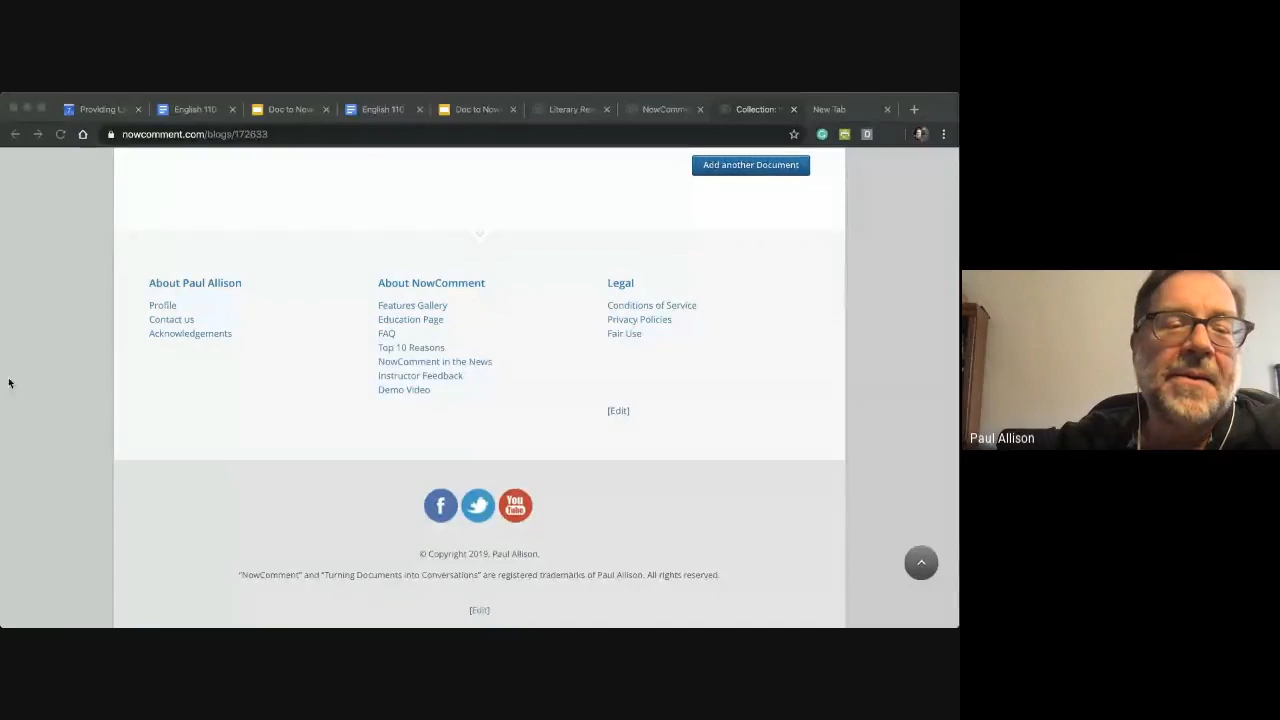 Providing U
English 110
Doc to Now
English 110
Doc to Now
Literary Re
NowComme
Collection:
New Tab
nowcomment.com/blogs/172633
Add another Document
About Paul Allison
Profile
Contact us
Acknowledgements
About NowComment
Features Gallery
Education Page
FAQ
Top 10 Reasons
NowComment in the News
Instructor Feedback
Demo Video
Legal
Conditions of Service
Privacy Policies
Fair Use
[Edit]
f
You
Tube
© Copyright 2019, Paul Allison.
"NowComment" and "Turning Documents into Conversations" are registered trademarks of Paul Allison. All rights reserved.
[Edit]
Paul Allison